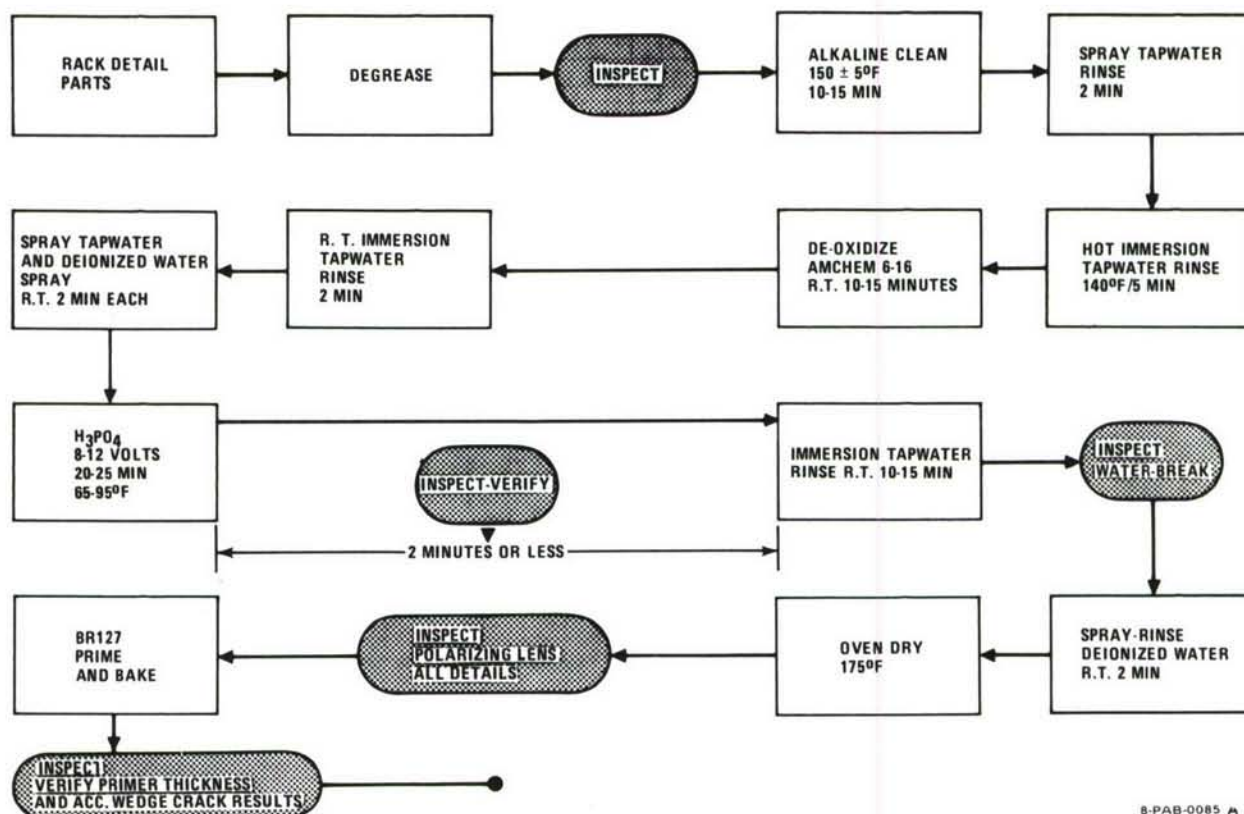 RACK DETAIL
PARTS
DEGREASE
INSPECT
ALKALINE CLEAN
150 ± 5ºF
10-15 MIN
SPRAY TAPWATER
RINSE
2 MIN
HOT IMMERSION
TAPWATER RINSE
140ºF/5 MIN
DE-OXIDIZE
AMCHEM 6-16
R.T. 10-15 MINUTES
R. T. IMMERSION
TAPWATER
RINSE
2 MIN
SPRAY TAPWATER
AND DEIONIZED WATER
SPRAY
R.T. 2 MIN EACH
H₃PO₄
8-12 VOLTS
20-25 MIN
65-95ºF
INSPECT-VERIFY
2 MINUTES OR LESS
IMMERSION TAPWATER
RINSE R.T. 10-15 MIN
INSPECT
WATER-BREAK
SPRAY-RINSE
DEIONIZED WATER
R.T. 2 MIN
OVEN DRY
175ºF
INSPECT
POLARIZING LENS
ALL DETAILS
BR127
PRIME
AND BAKE
INSPECT
VERIFY PRIMER THICKNESS
AND ACC. WEDGE CRACK RESULTS
8-PAB-0085 A